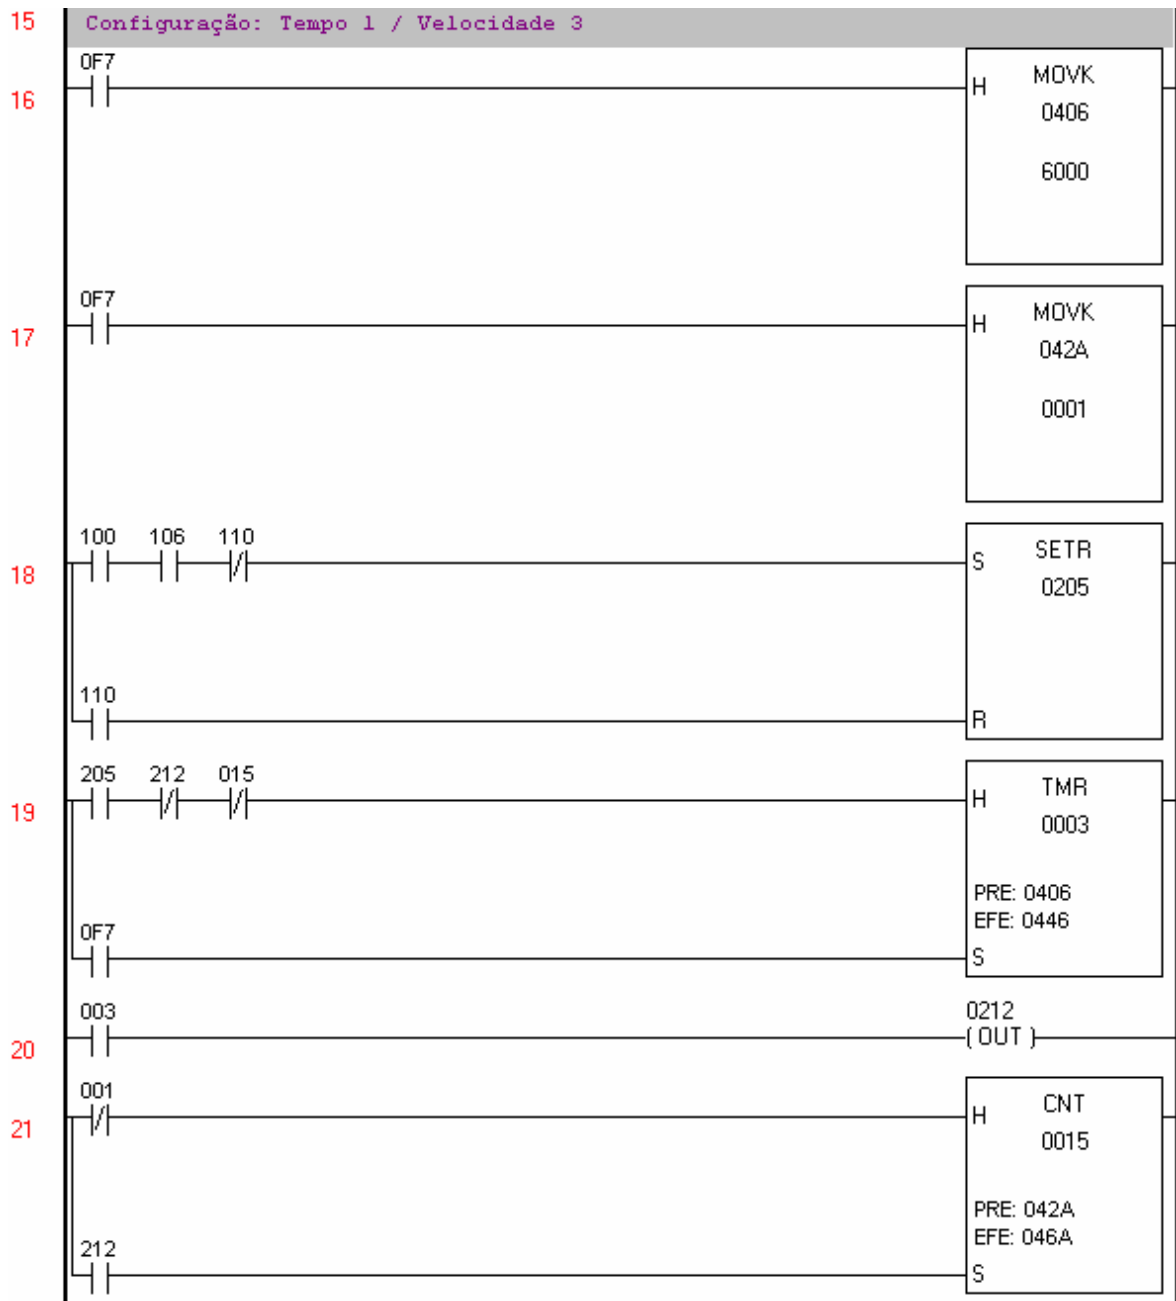 15 Configuração: Tempo 1 / Velocidade 3
0F7
16 H MOVK
0406
6000
0F7
17 H MOVK
042A
0001
100 106 110
18 S SETR
0205
110
R
205 212 015
19 H TMR
0003
PRE: 0406
EFE: 0446
0F7
S
003 0212
20 ( OUT )
001
21 H CNT
0015
PRE: 042A
EFE: 046A
212
S